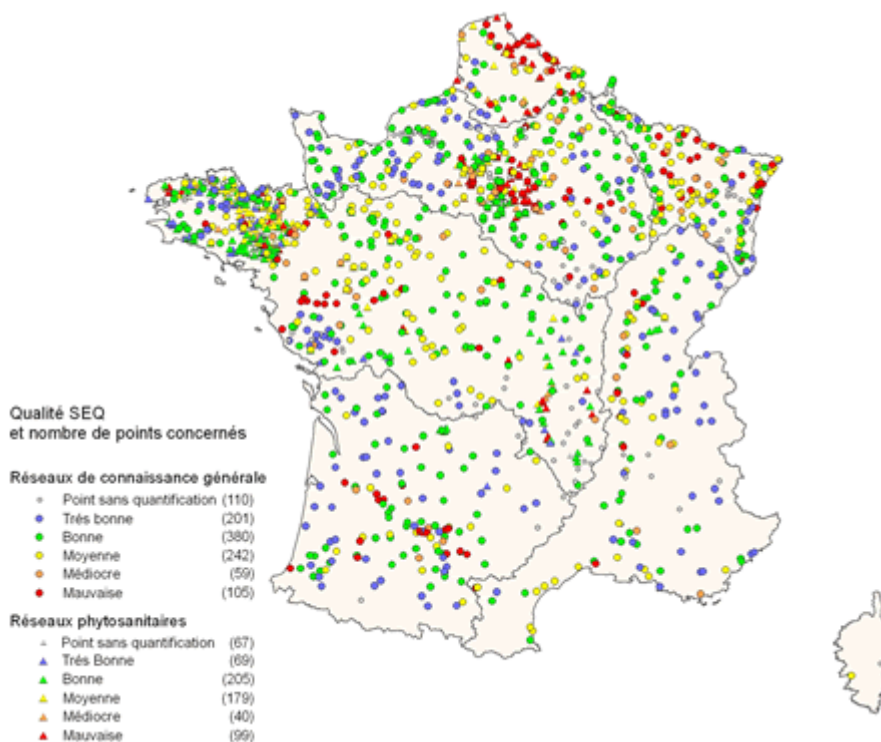 Qualité SEQ
et nombre de points concernés
Réseaux de connaissance générale
Point sans quantification (110)
Trés bonne (201)
Bonne (380)
Moyenne (242)
Médiocre (59)
Mauvaise (105)
Réseaux phytosanitaires
Point sans quantification (67)
Trés Bonne (69)
Bonne (205)
Moyenne (179)
Médiocre (40)
Mauvaise (99)